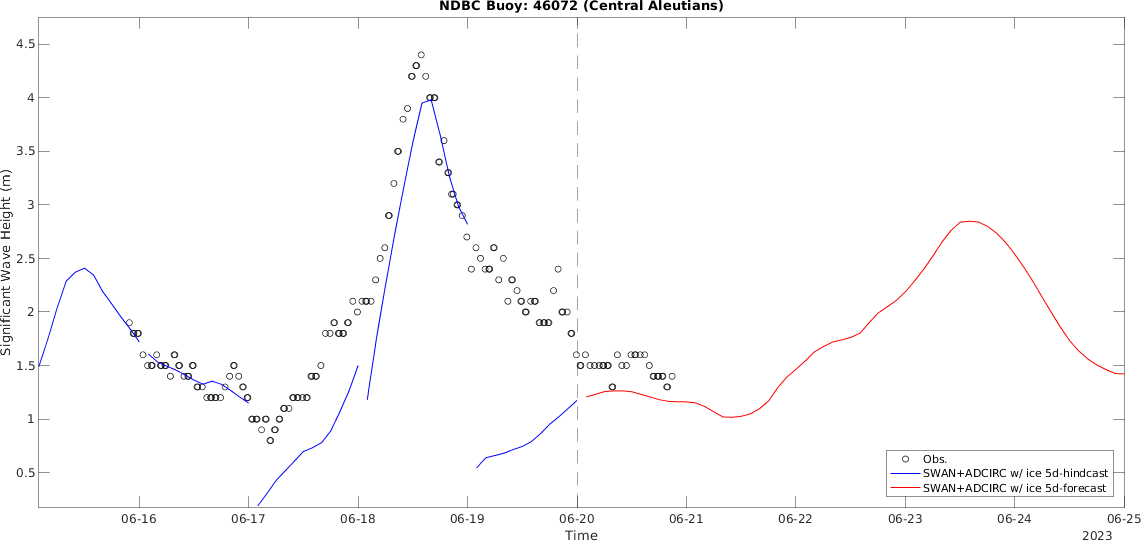 NDBC Buoy: 46072 (Central Aleutians)
4.5
4
3.5
3
2.5
2
1.5
1
0.5
Significant Wave Height (m)
Obs.
SWAN+ADCIRC w/ ice 5d-hindcast
SWAN+ADCIRC w/ ice 5d-forecast
06-16 06-17 06-18 06-19 06-20 06-21 06-22 06-23 06-24 06-25
Time
2023